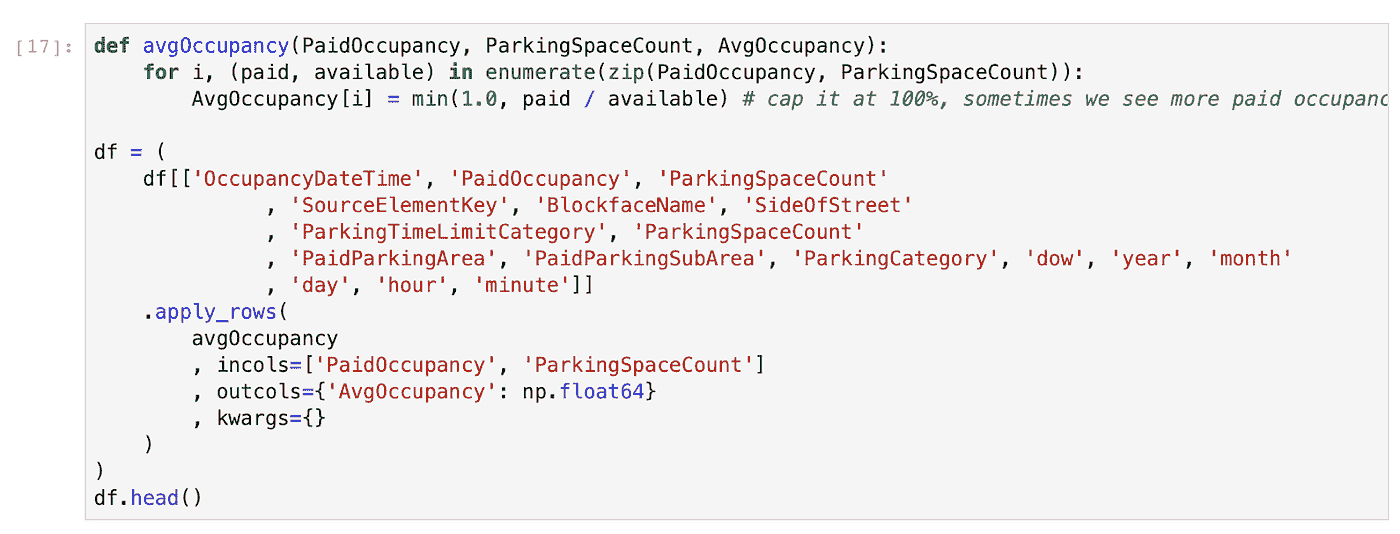 [17]: def avgOccupancy(PaidOccupancy, ParkingSpaceCount, AvgOccupancy):
    for i, (paid, available) in enumerate(zip(PaidOccupancy, ParkingSpaceCount)):
        AvgOccupancy[i] = min(1.0, paid / available) # cap it at 100%, sometimes we see more paid occupanc
df = (
    df[['OccupancyDateTime', 'PaidOccupancy', 'ParkingSpaceCount'
              , 'SourceElementKey', 'BlockfaceName', 'SideOfStreet'
              , 'ParkingTimeLimitCategory', 'ParkingSpaceCount'
              , 'PaidParkingArea', 'PaidParkingSubArea', 'ParkingCategory', 'dow', 'year', 'month'
              , 'day', 'hour', 'minute']]
    .apply_rows(
        avgOccupancy
        , incols=['PaidOccupancy', 'ParkingSpaceCount']
        , outcols={'AvgOccupancy': np.float64}
        , kwargs={}
    )
)
df.head()